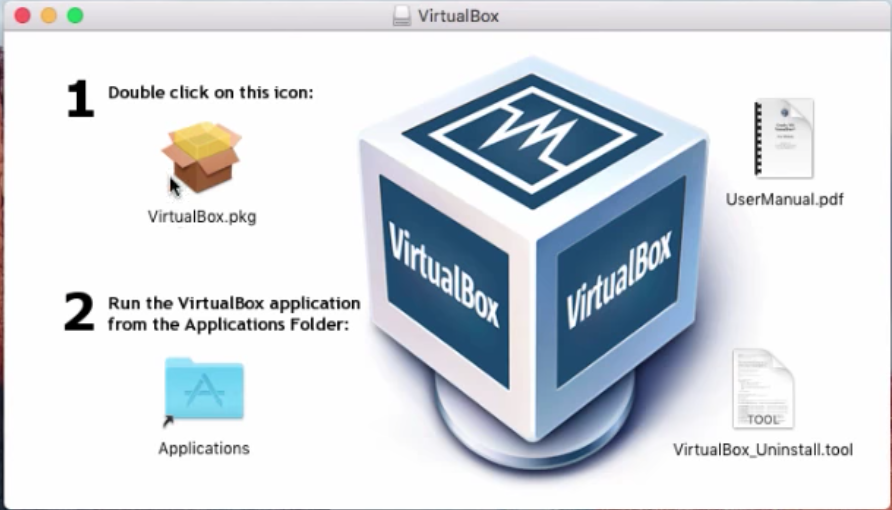 VirtualBox
1 Double click on this icon:
VirtualBox.pkg
2 Run the VirtualBox application
from the Applications Folder:
Applications
VirtualBox
VirtualBox
UserManual.pdf
TOOL
VirtualBox_Uninstall.tool